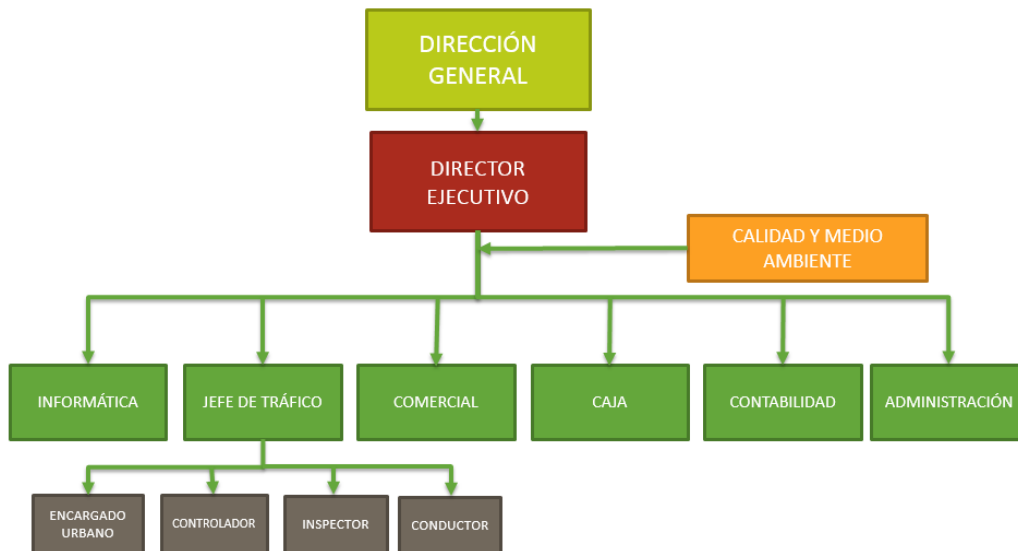 DIRECCIÓN
GENERAL
DIRECTOR
EJECUTIVO
CALIDAD Y MEDIO
AMBIENTE
INFORMÁTICA
JEFE DE TRÁFICO
COMERCIAL
CAJA
CONTABILIDAD
ADMINISTRACIÓN
ENCARGADO
URBANO
CONTROLADOR
INSPECTOR
CONDUCTOR